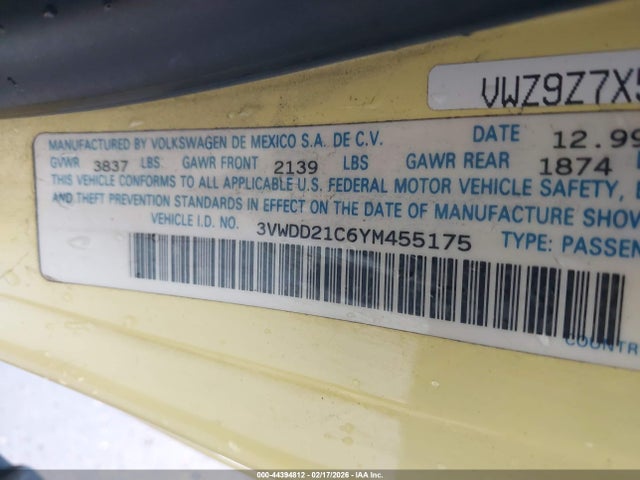 VWZ9Z7X5
MANUFACTURED BY VOLKSWAGEN DE MEXICO S.A. DE C.V. DATE 12.99
GVWR 3837 LBS GAWR FRONT 2139 LBS GAWR REAR 1874
THIS VEHICLE CONFORMS TO ALL APPLICABLE U.S. FEDERAL MOTOR VEHICLE SAFETY,
AND THEFT PREVENTION STANDARDS IN EFFECT ON THE DATE OF MANUFACTURE SHOW
VEHICLE I.D. NO. 3VWDD21C6YM455175 TYPE: PASSEN
COUNTR
000-44394812 - 02/17/2026 - IAA Inc.